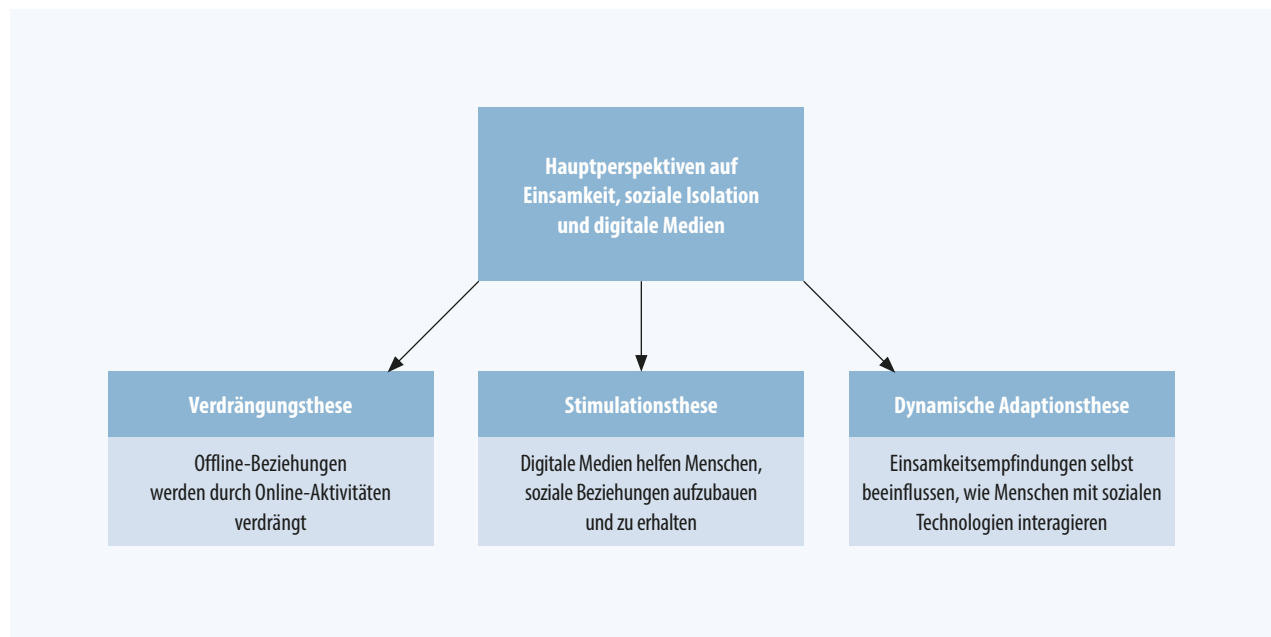 Hauptperspektiven auf
Einsamkeit, soziale Isolation
und digitale Medien
Verdrängungsthese
Offline-Beziehungen
werden durch Online-Aktivitäten
verdrängt
Stimulationsthese
Digitale Medien helfen Menschen,
soziale Beziehungen aufzubauen
und zu erhalten
Dynamische Adaptionsthese
Einsamkeitsempfindungen selbst
beeinflussen, wie Menschen mit sozialen
Technologien interagieren